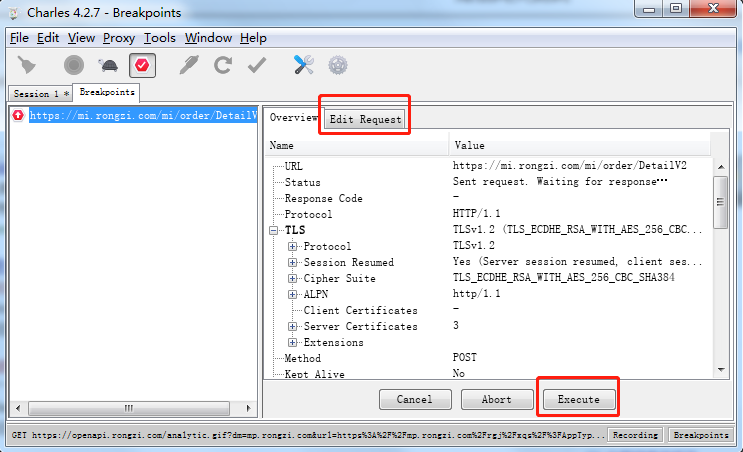 Charles 4.2.7 - Breakpoints
File Edit View Proxy Tools Window Help
Session 1 * Breakpoints
https://mi.rongzi.com/mi/order/DetailV
Overview Edit Request
Name Value
URL https://mi.rongzi.com/mi/order/DetailV2
Status Sent request. Waiting for response…
Response Code -
Protocol HTTP/1.1
TLS TLSv1.2 (TLS_ECDHE_RSA_WITH_AES_256_CBC...
Protocol TLSv1.2
Session Resumed Yes (Server session resumed, client ses...
Cipher Suite TLS_ECDHE_RSA_WITH_AES_256_CBC_SHA384
ALPN http/1.1
Client Certificates -
Server Certificates 3
Extensions
Method POST
Kept Alive No
Cancel Abort Execute
GET https://openapi.rongzi.com/analytic.gif?dm=mp.rongzi.com&url=https%3A%2F%2Fmp.rongzi.com%2Frgj%2Fxqs%2F%3FAppTyp... Recording Breakpoints